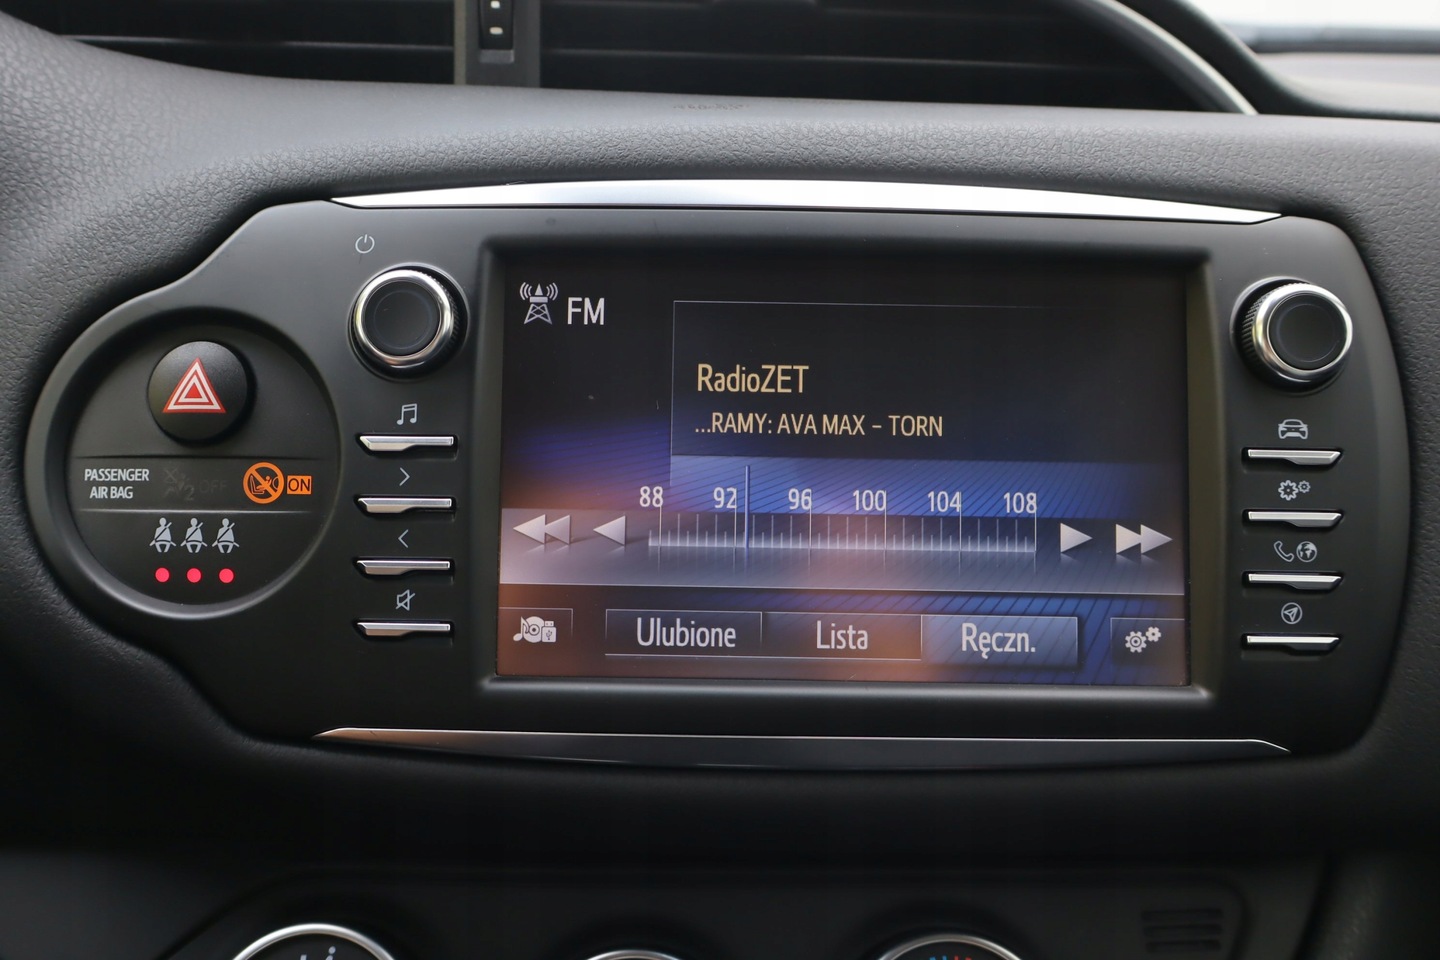 FM
RadioZET
...RAMY: AVA MAX - TORN
88 92 96 100 104 108
Ulubione Lista Ręczn.
PASSENGER
AIR BAG
OFF
ON